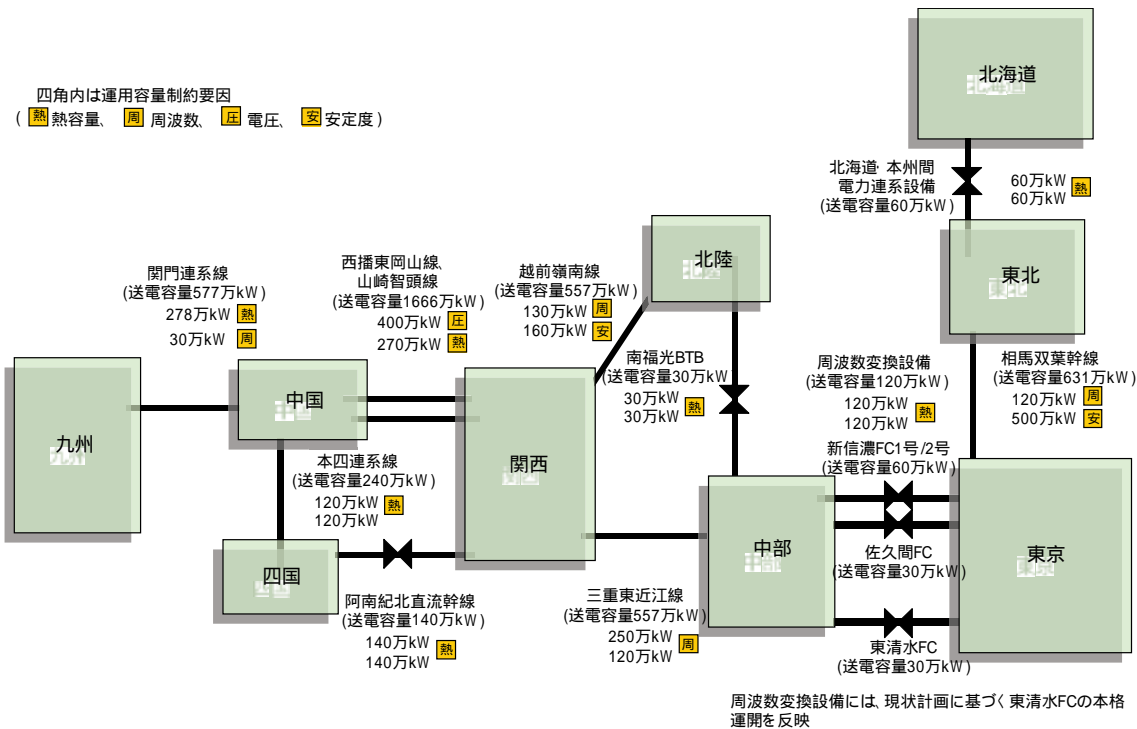 四角内は運用容量制約要因
( 熱 熱容量、 周 周波数、 圧 電圧、 安 安定度 )
北海道
北海道・本州間
電力連系設備
(送電容量60万kW)
60万kW 熱
60万kW
北陸
東北
関門連系線
(送電容量577万kW)
278万kW 熱
30万kW 周
西播東岡山線、
山崎智頭線
(送電容量1666万kW)
400万kW 圧
270万kW 熱
越前嶺南線
(送電容量557万kW)
130万kW 周
160万kW 安
南福光BTB
(送電容量30万kW)
30万kW 熱
30万kW
周波数変換設備
(送電容量120万kW)
120万kW 熱
120万kW
相馬双葉幹線
(送電容量631万kW)
120万kW 周
500万kW 安
九州
中国
関西
本四連系線
(送電容量240万kW)
120万kW 熱
120万kW
新信濃FC1号/2号
(送電容量60万kW)
中部
佐久間FC
(送電容量30万kW)
東京
四国
阿南紀北直流幹線
(送電容量140万kW)
140万kW 熱
140万kW
三重東近江線
(送電容量557万kW)
250万kW 周
120万kW
東清水FC
(送電容量30万kW)
周波数変換設備には、現状計画に基づく東清水FCの本格
運開を反映